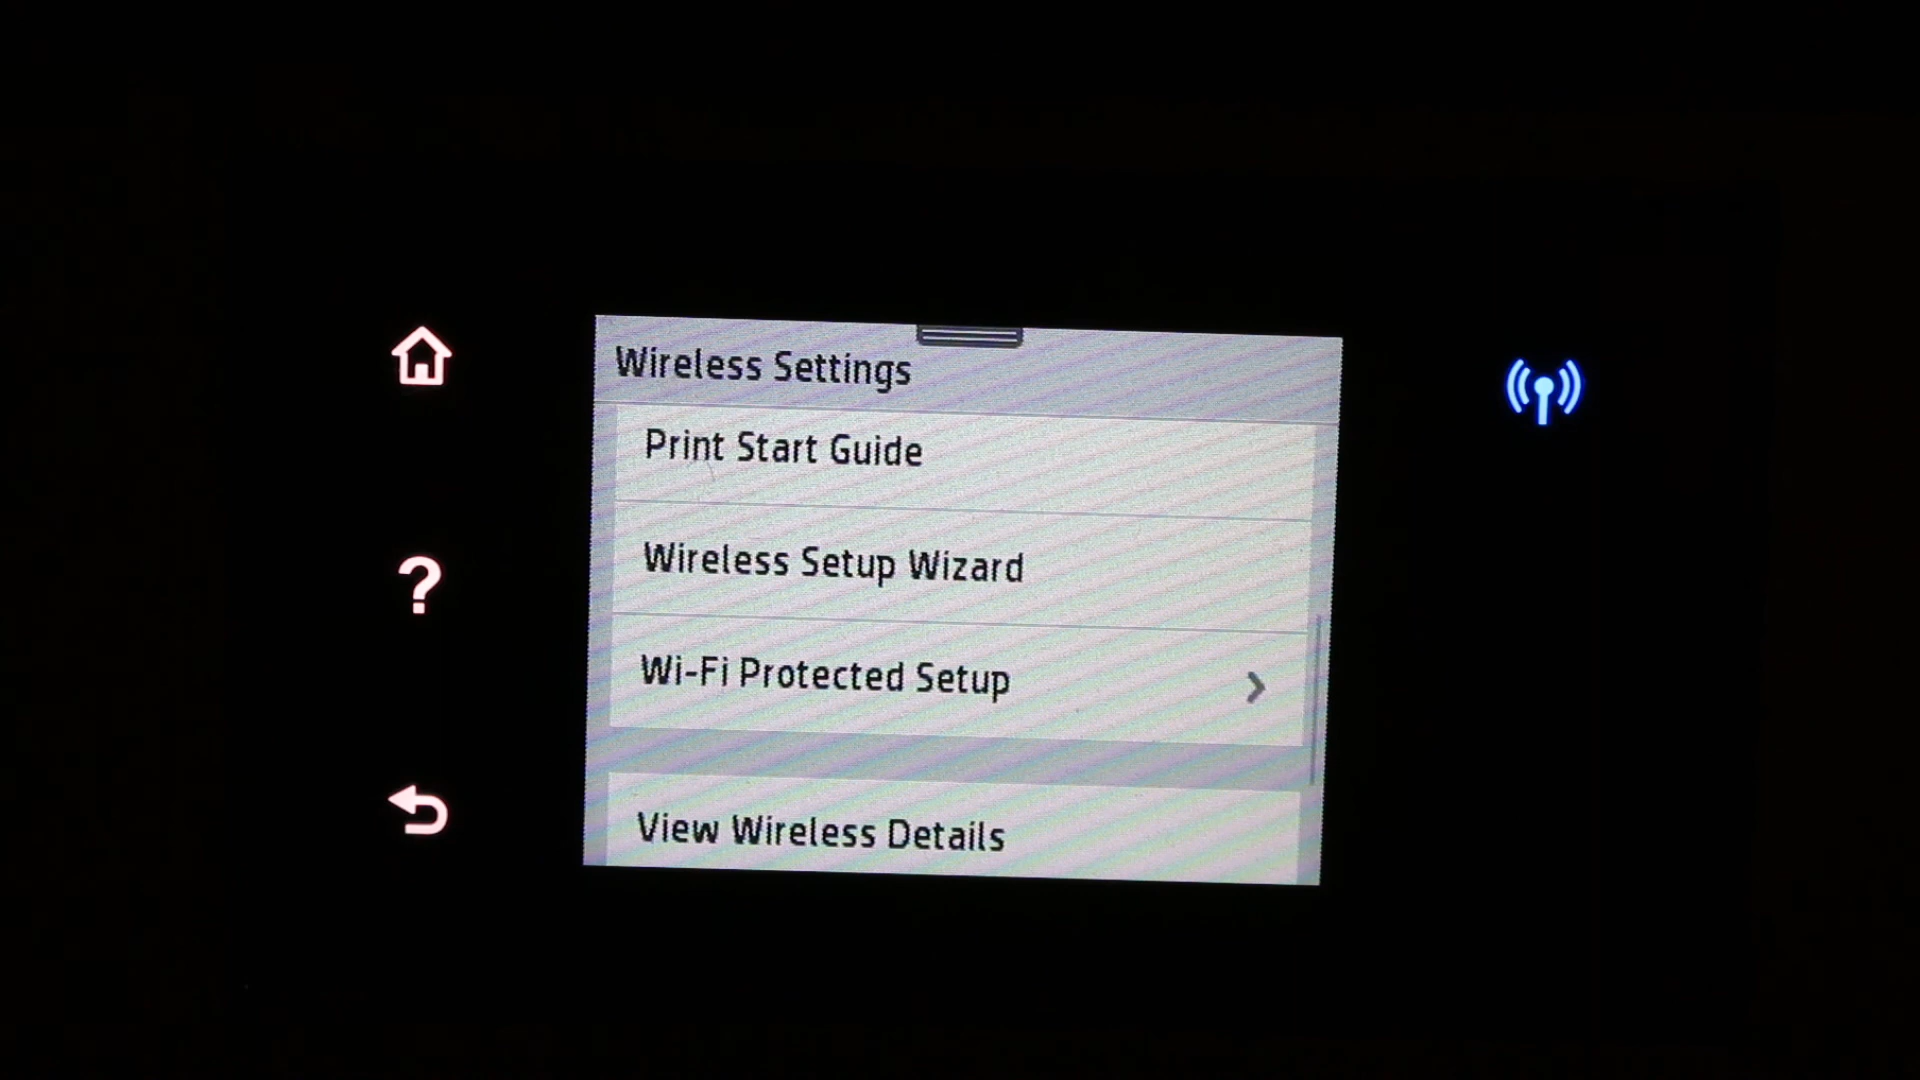 Wireless Settings
Print Start Guide
Wireless Setup Wizard
Wi-Fi Protected Setup
View Wireless Details